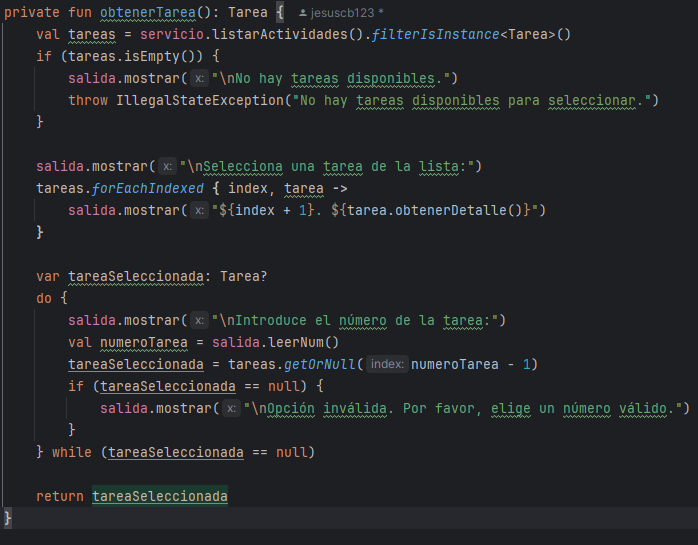 private fun obtenerTarea(): Tarea { jesuscb123 *
    val tareas = servicio.listarActividades().filterIsInstance<Tarea>()
    if (tareas.isEmpty()) {
        salida.mostrar( x: "\nNo hay tareas disponibles.")
        throw IllegalStateException("No hay tareas disponibles para seleccionar.")
    }

    salida.mostrar( x: "\nSelecciona una tarea de la lista:")
    tareas.forEachIndexed { index, tarea ->
        salida.mostrar( x: "${index + 1}. ${tarea.obtenerDetalle()}")
    }

    var tareaSeleccionada: Tarea?
    do {
        salida.mostrar( x: "\nIntroduce el número de la tarea:")
        val numeroTarea = salida.leerNum()
        tareaSeleccionada = tareas.getOrNull( index: numeroTarea - 1)
        if (tareaSeleccionada == null) {
            salida.mostrar( x: "\nOpción inválida. Por favor, elige un número válido.")
        }
    } while (tareaSeleccionada == null)

    return tareaSeleccionada
}